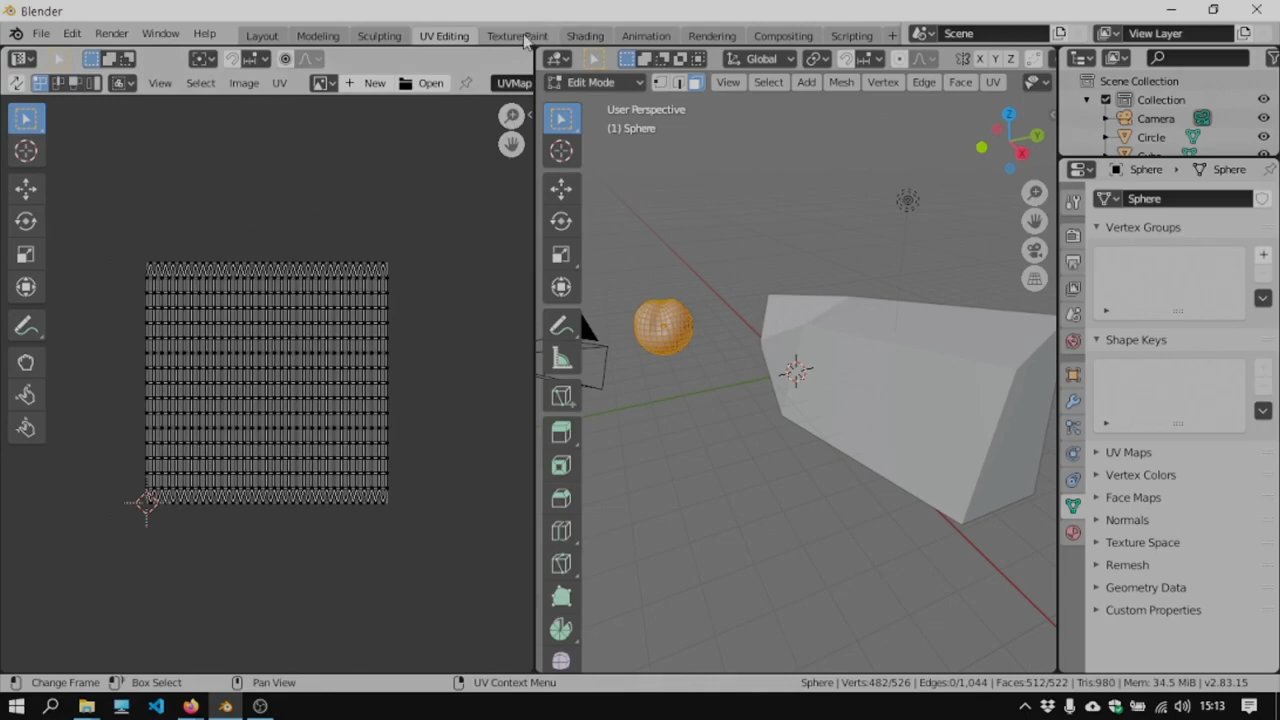 Blender
File Edit Render Window Help Layout Modeling Sculpting UV Editing Texture Paint Shading Animation Rendering Compositing Scripting + Scene View Layer
Global X Y Z
View Select Image UV New Open UVMap Edit Mode View Select Add Mesh Vertex Edge Face UV
Scene Collection
Collection
Camera
Circle
User Perspective
(1) Sphere
Z
Y
X
Sphere Sphere
Sphere
Vertex Groups
Shape Keys
UV Maps
Vertex Colors
Face Maps
Normals
Texture Space
Remesh
Geometry Data
Custom Properties
Change Frame Box Select Pan View UV Context Menu Sphere | Verts:482/526 | Edges:0/1,044 | Faces:512/522 | Tris:980 | Mem: 34.5 MiB | v2.83.15
15:13